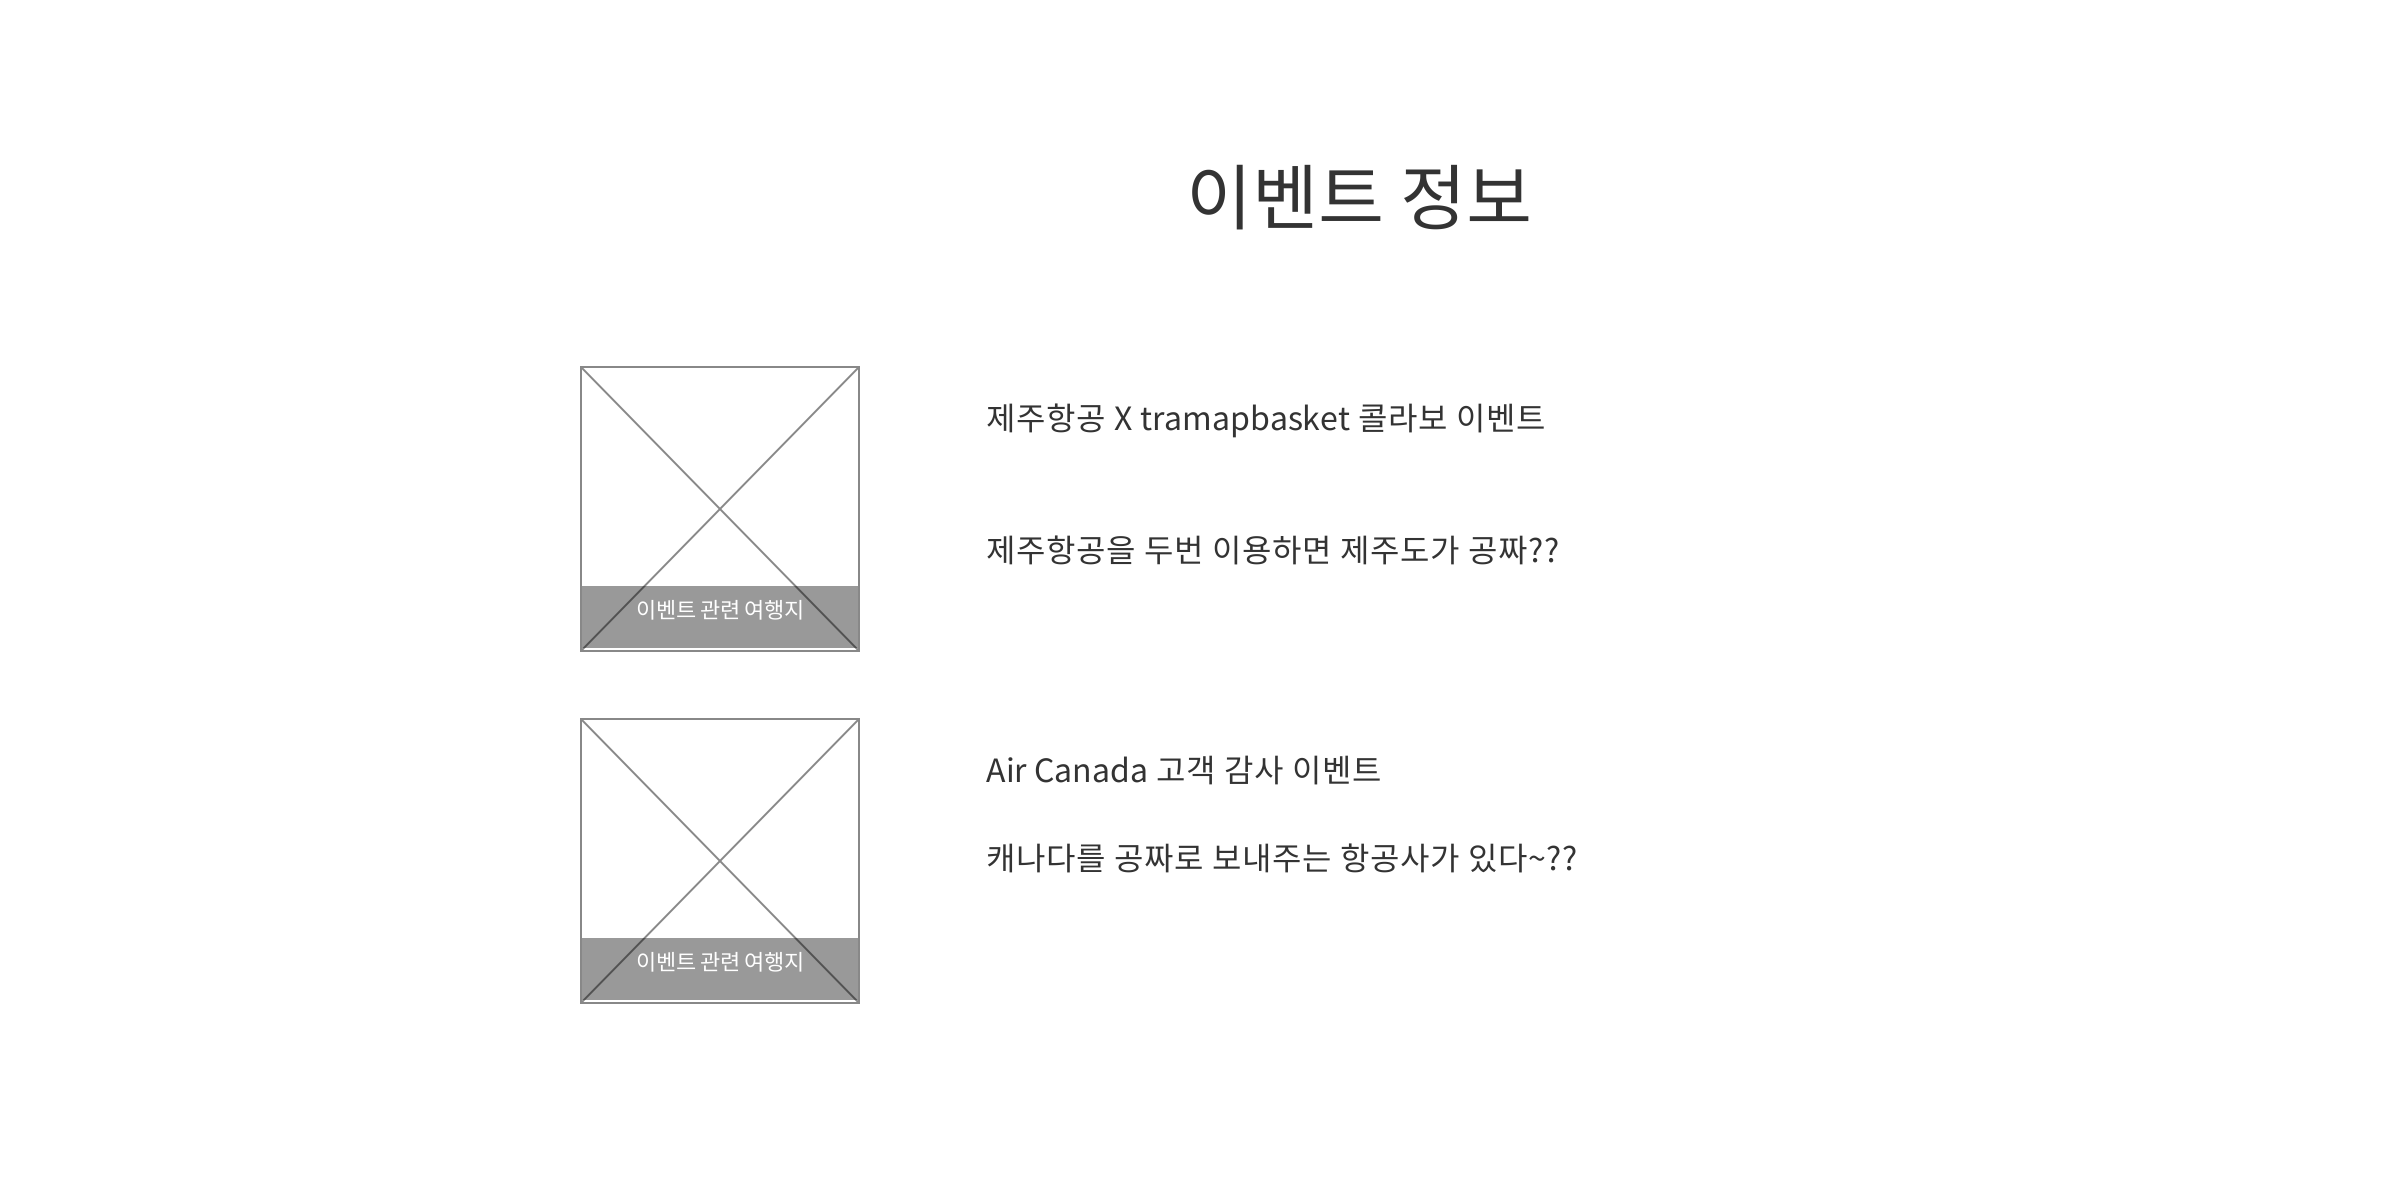 이벤트 정보
제주항공 X tramapbasket 콜라보 이벤트
제주항공을 두번 이용하면 제주도가 공짜??
이벤트 관련 여행지
Air Canada 고객 감사 이벤트
캐나다를 공짜로 보내주는 항공사가 있다~??
이벤트 관련 여행지